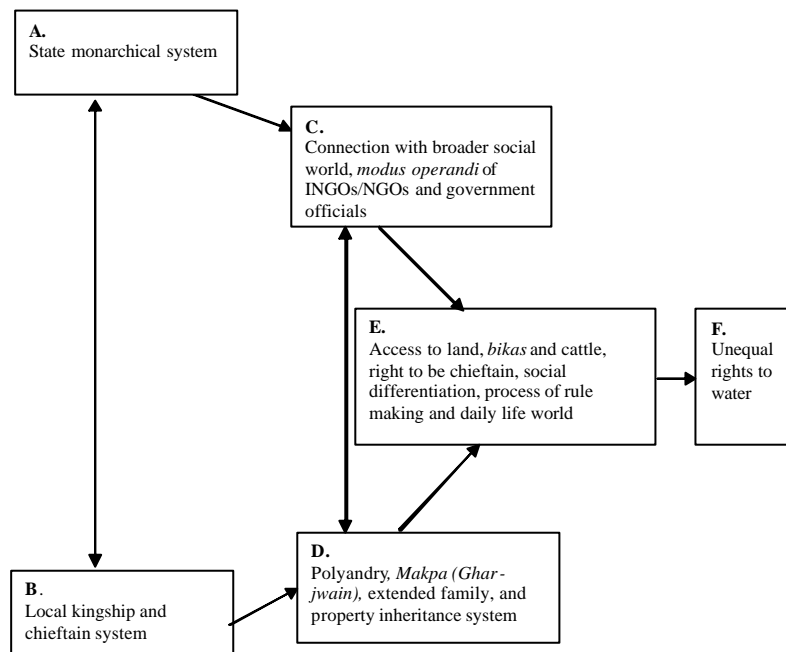 A.
State monarchical system
C.
Connection with broader social
world, modus operandi of
INGOs/NGOs and government
officials
E.
Access to land, bikas and cattle,
right to be chieftain, social
differentiation, process of rule
making and daily life world
F.
Unequal
rights to
water
D.
Polyandry, Makpa (Ghar-
jwain), extended family, and
property inheritance system
B.
Local kingship and
chieftain system